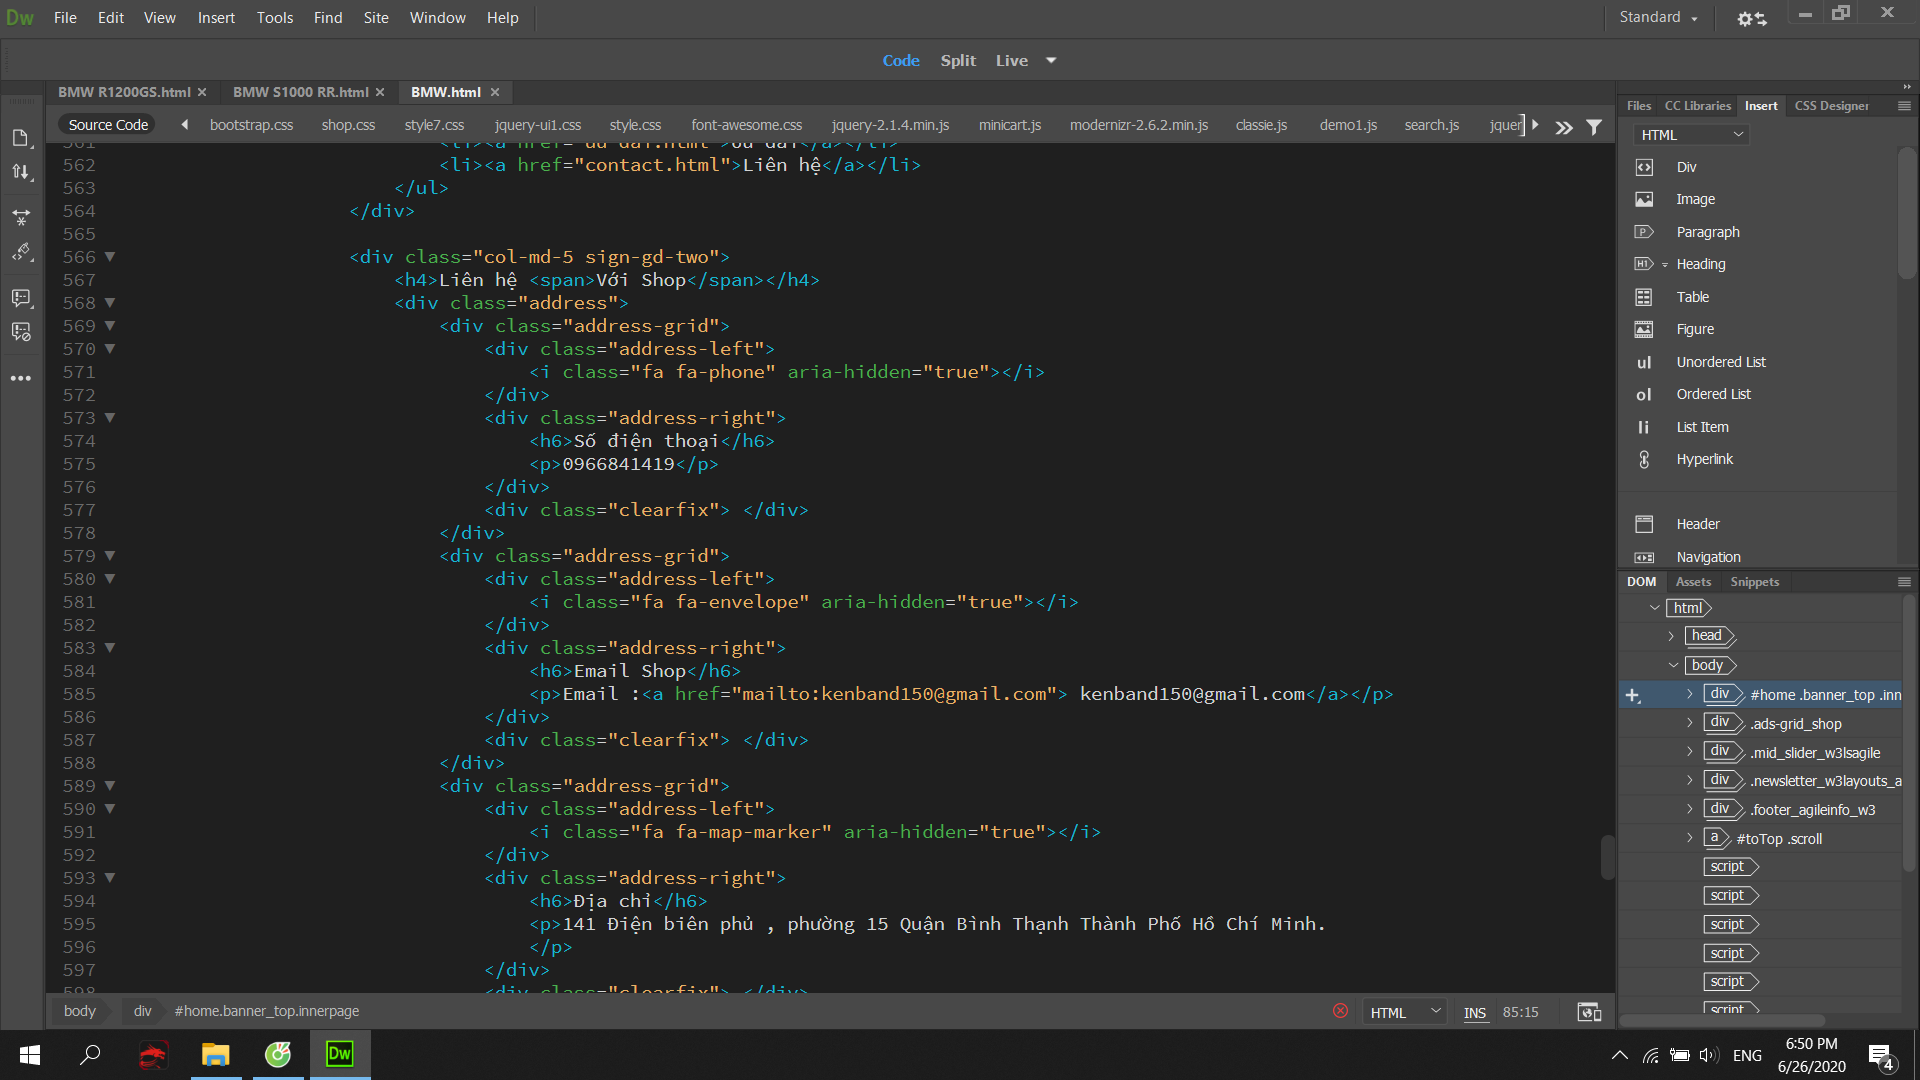 Dw File Edit View Insert Tools Find Site Window Help Standard
Code Split Live
BMW R1200GS.html BMW S1000 RR.html BMW.html
Source Code bootstrap.css shop.css style7.css jquery-ui1.css style.css font-awesome.css jquery-2.1.4.min.js minicart.js modernizr-2.6.2.min.js classie.js demo1.js search.js jquer
562 <li><a href="contact.html">Liên hệ</a></li>
563 </ul>
564 </div>
565
566 <div class="col-md-5 sign-gd-two">
567 <h4>Liên hệ <span>Với Shop</span></h4>
568 <div class="address">
569 <div class="address-grid">
570 <div class="address-left">
571 <i class="fa fa-phone" aria-hidden="true"></i>
572 </div>
573 <div class="address-right">
574 <h6>Số điện thoại</h6>
575 <p>0966841419</p>
576 </div>
577 <div class="clearfix"> </div>
578 </div>
579 <div class="address-grid">
580 <div class="address-left">
581 <i class="fa fa-envelope" aria-hidden="true"></i>
582 </div>
583 <div class="address-right">
584 <h6>Email Shop</h6>
585 <p>Email :<a href="mailto:kenband150@gmail.com"> kenband150@gmail.com</a></p>
586 </div>
587 <div class="clearfix"> </div>
588 </div>
589 <div class="address-grid">
590 <div class="address-left">
591 <i class="fa fa-map-marker" aria-hidden="true"></i>
592 </div>
593 <div class="address-right">
594 <h6>Địa chỉ</h6>
595 <p>141 Điện biên phủ , phường 15 Quận Bình Thạnh Thành Phố Hồ Chí Minh.
596 </p>
597 </div>
598 <div class="clearfix"> </div>
body div #home.banner_top.innerpage HTML INS 85:15
Files CC Libraries Insert CSS Designer
HTML
Div
Image
Paragraph
Heading
Table
Figure
ul Unordered List
ol Ordered List
li List Item
Hyperlink
Header
Navigation
DOM Assets Snippets
html
head
body
div #home .banner_top .inn
div .ads-grid_shop
div .mid_slider_w3lsagile
div .newsletter_w3layouts_a
div .footer_agileinfo_w3
a #toTop .scroll
script
script
script
script
script
script
Dw ENG 6:50 PM
6/26/2020 4